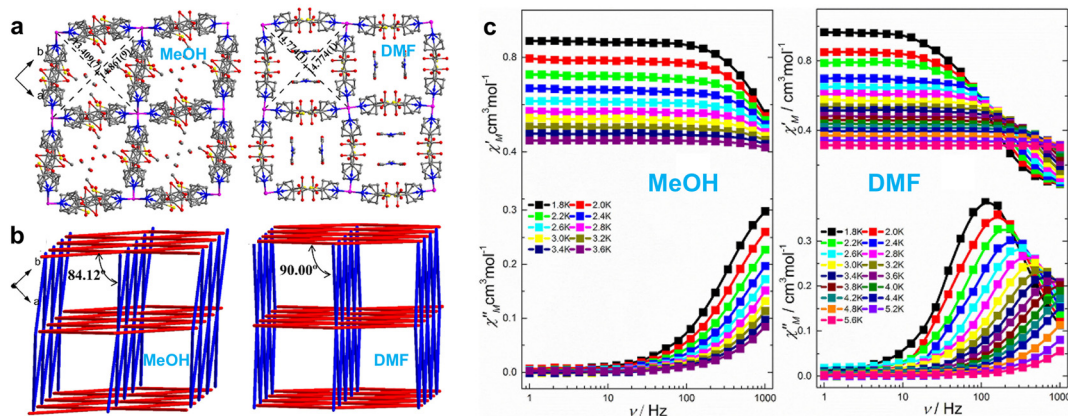 a
b
a
MeOH
DMF
14.774(1)
b
b
a
84.12°
90.00°
MeOH
DMF
c
χ'M cm³mol⁻¹
0.8
0.4
MeOH
χ''M cm³mol⁻¹
0.3
0.2
0.1
0.0
1.8K 2.0K
2.2K 2.4K
2.6K 2.8K
3.0K 3.2K
3.4K 3.6K
1 10 100 1000
ν / Hz
χ'M / cm³mol⁻¹
0.8
0.4
DMF
χ''M / cm³mol⁻¹
0.3
0.2
0.1
0.0
1.8K 2.0K
2.2K 2.4K
2.6K 2.8K
3.0K 3.2K
3.4K 3.6K
3.8K 4.0K
4.2K 4.4K
4.8K 5.2K
5.6K
1 10 100 1000
ν / Hz